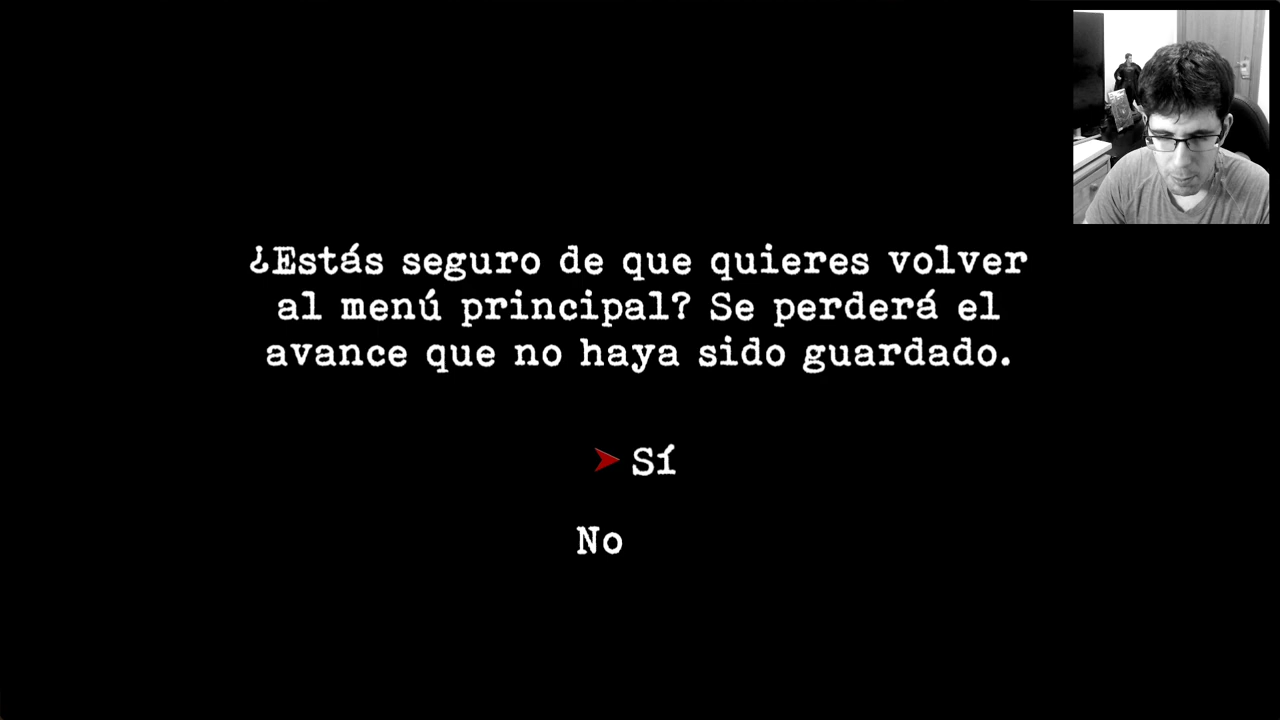 ¿Estás seguro de que quieres volver
al menú principal? Se perderá el
avance que no haya sido guardado.
Sí
No